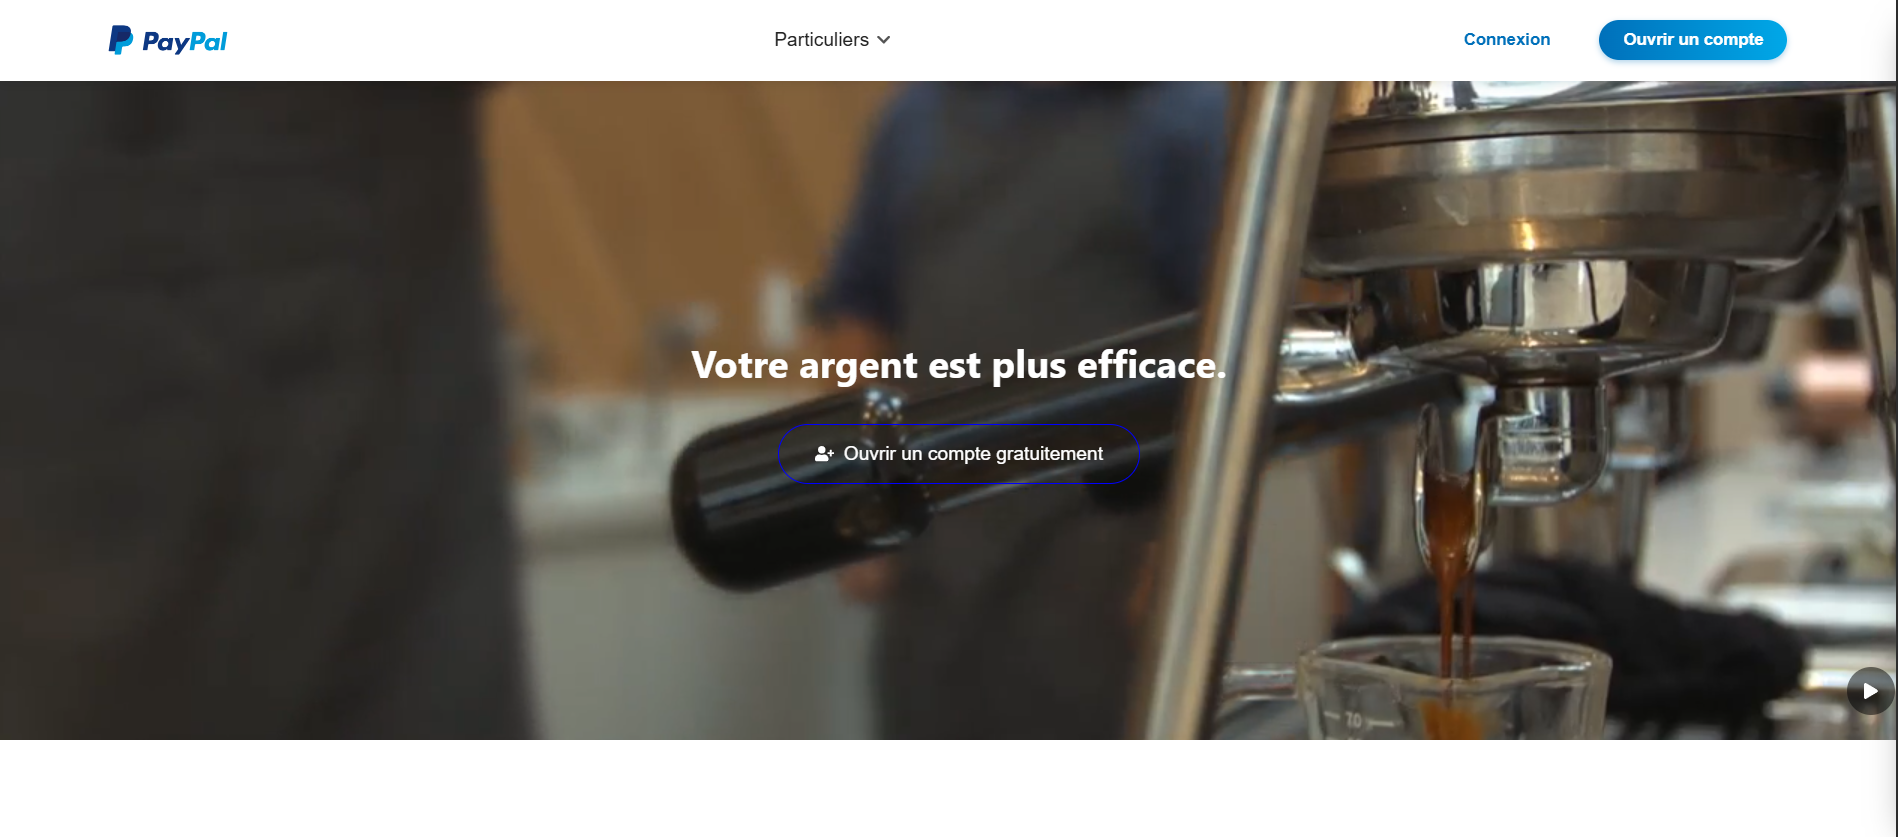 PayPal
Particuliers
Connexion
Ouvrir un compte
Votre argent est plus efficace.
Ouvrir un compte gratuitement
70